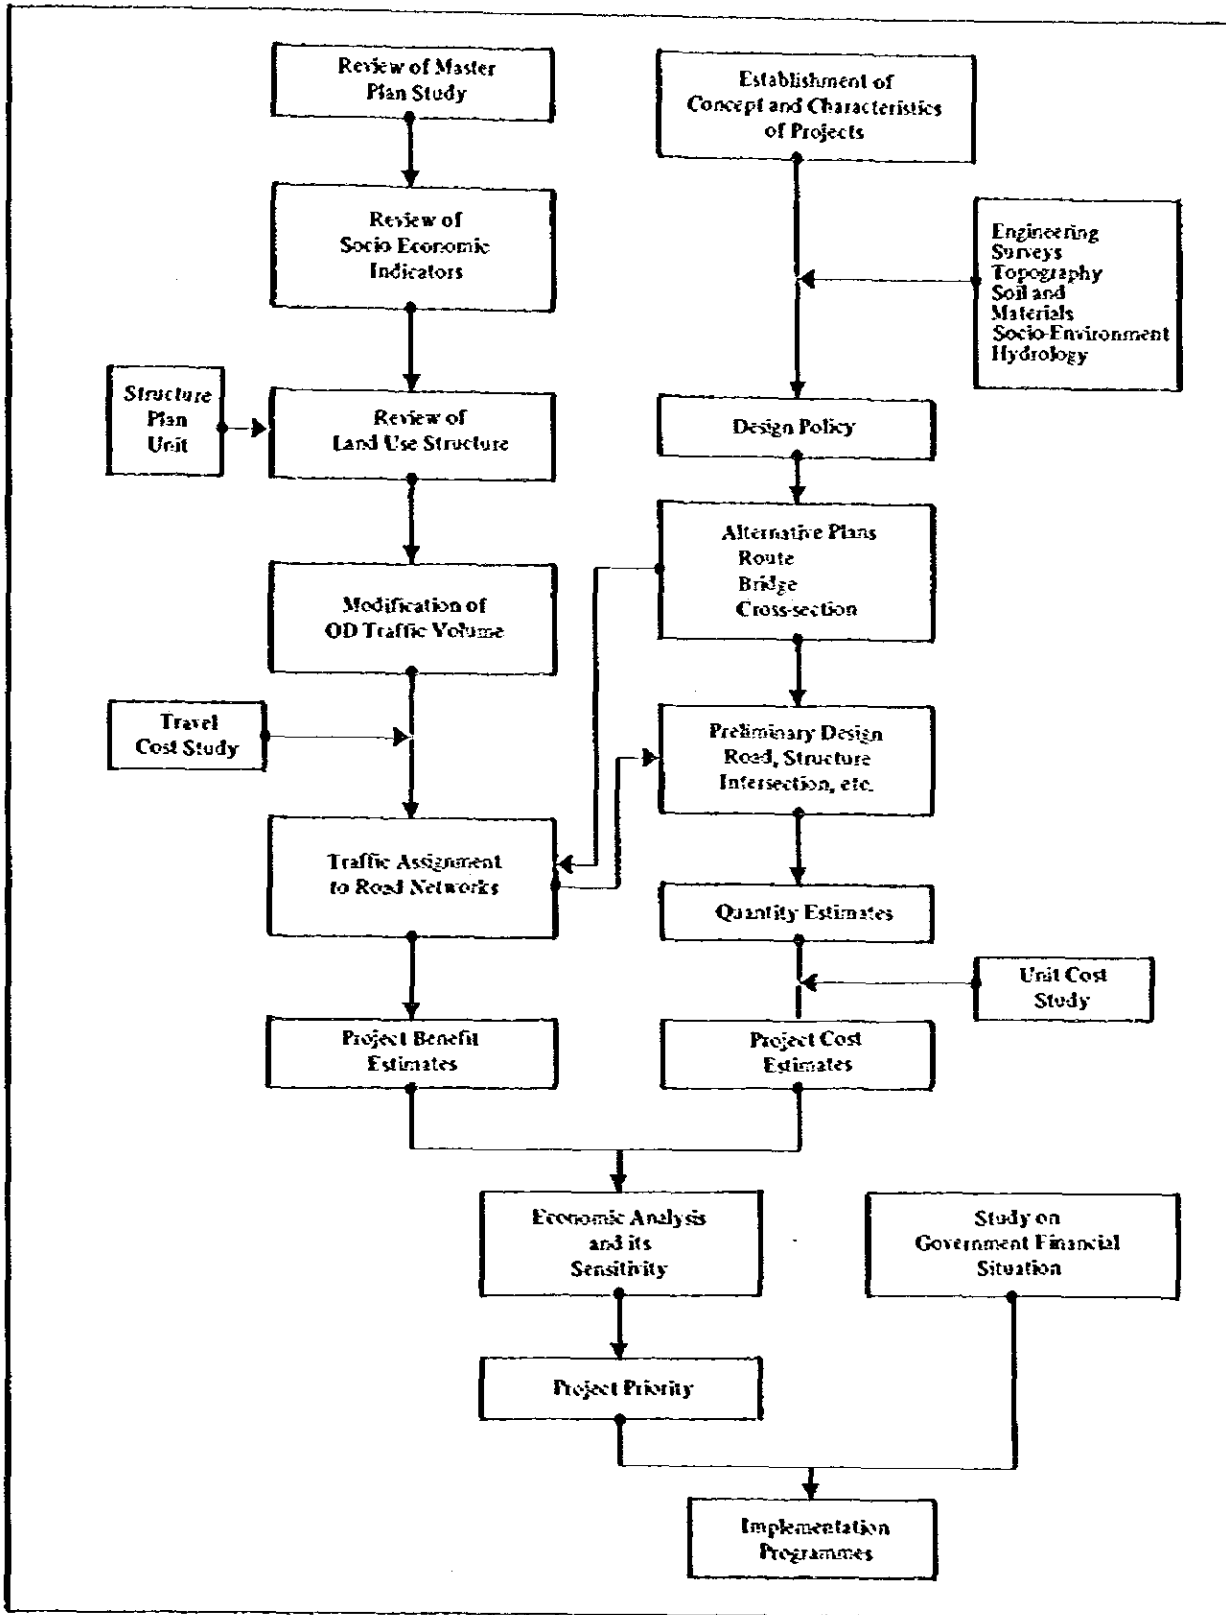 Review of Master
Plan Study
Establishment of
Concept and Characteristics
of Projects
Review of
Socio Economic
Indicators
Engineering
Surveys
Topography
Soil and
Materials
Socio-Environment
Hydrology
Structure
Plan
Unit
Review of
Land Use Structure
Design Policy
Alternative Plans
Route
Bridge
Cross-section
Modification of
OD Traffic Volume
Travel
Cost Study
Preliminary Design
Road, Structure
Intersection, etc.
Traffic Assignment
to Road Networks
Quantity Estimates
Unit Cost
Study
Project Benefit
Estimates
Project Cost
Estimates
Economic Analysis
and its
Sensitivity
Study on
Government Financial
Situation
Project Priority
Implementation
Programmes